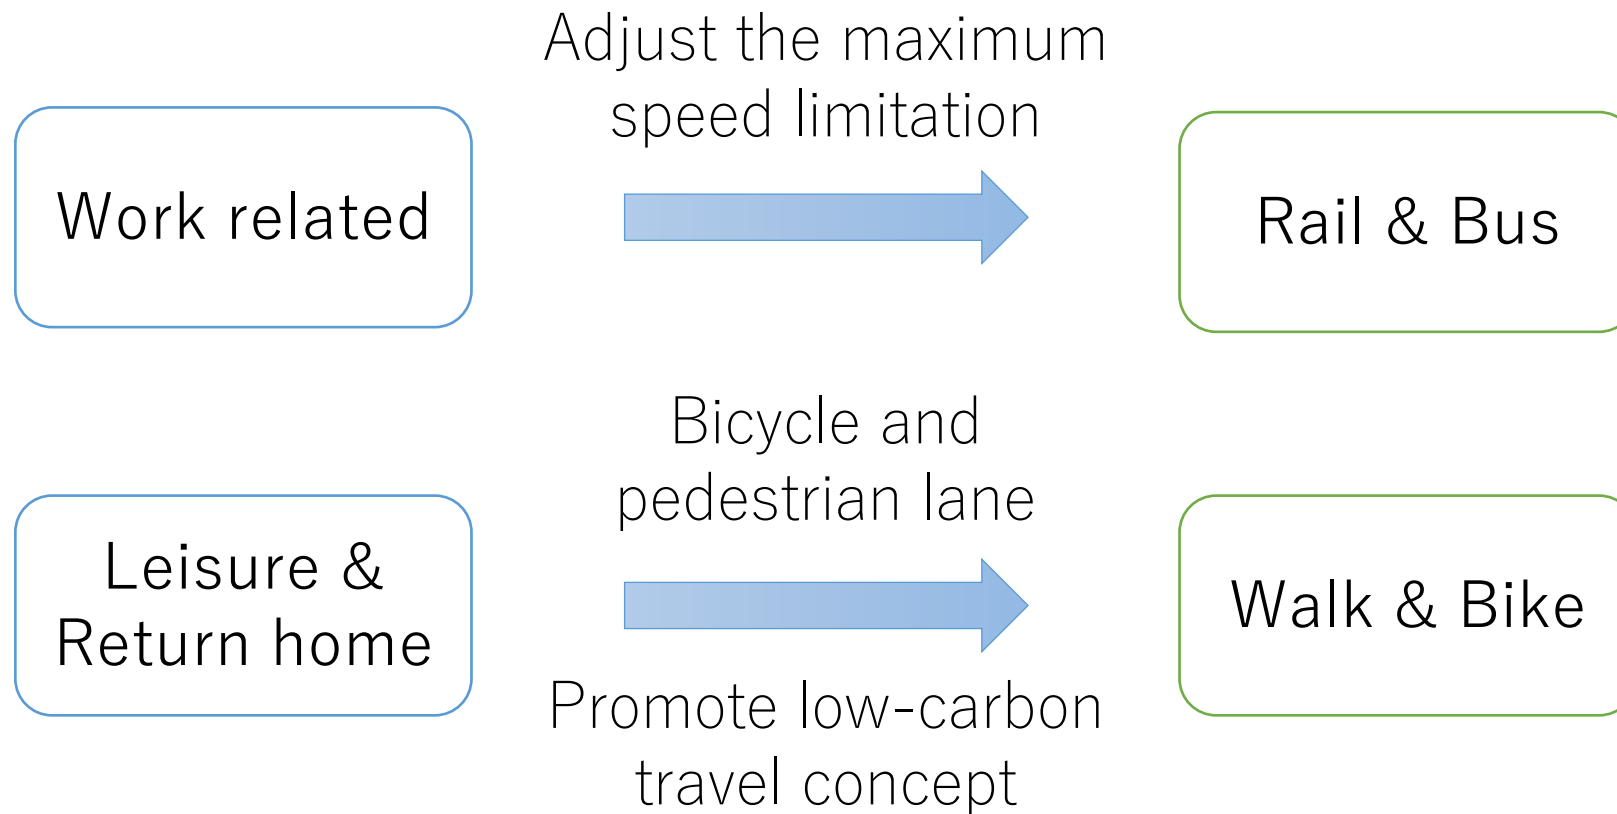 Adjust the maximum
speed limitation
Work related
Rail & Bus
Bicycle and
pedestrian lane
Leisure &
Return home
Walk & Bike
Promote low-carbon
travel concept